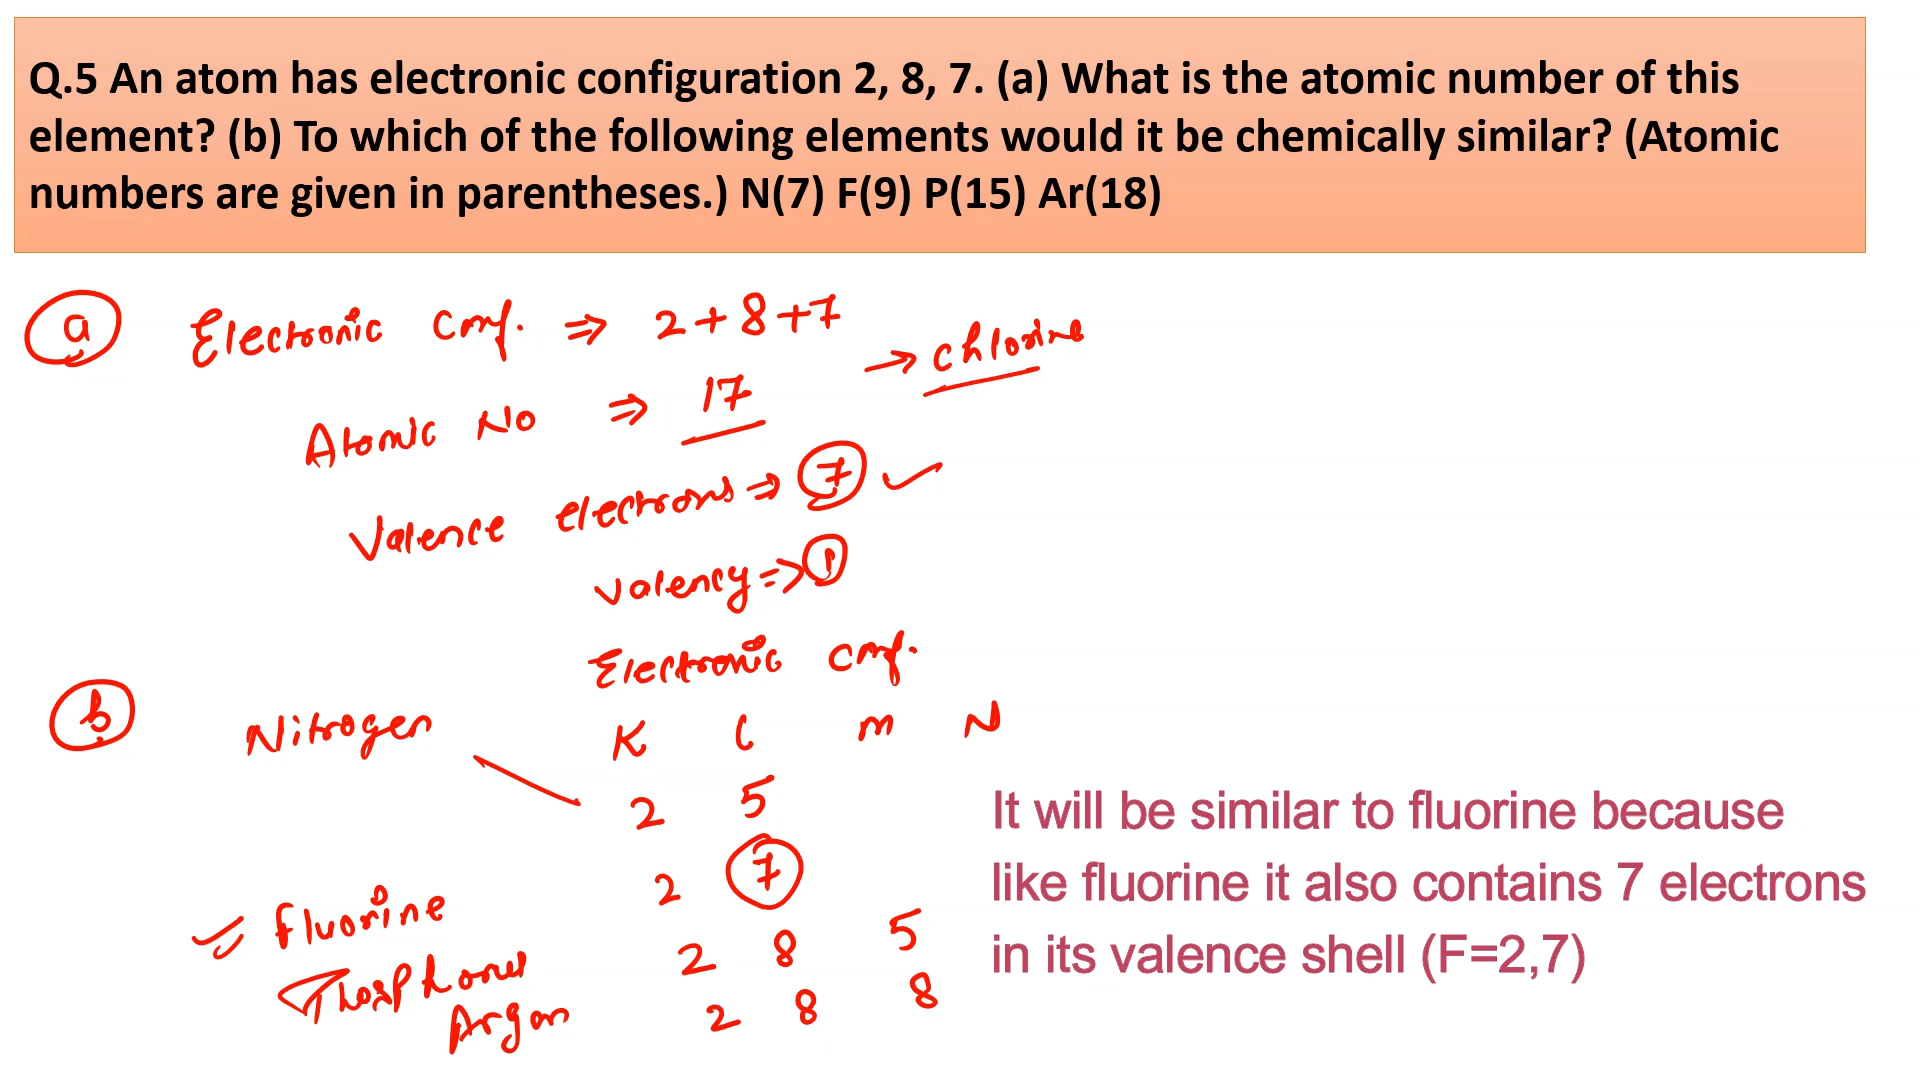 Q.5 An atom has electronic configuration 2, 8, 7. (a) What is the atomic number of this
element? (b) To which of the following elements would it be chemically similar? (Atomic
numbers are given in parentheses.) N(7) F(9) P(15) Ar(18)
a Electronic Conf. ⇒ 2+8+7
→ Chlorine
Atomic No ⇒ 17
Valence electrons ⇒ 7 ✓
Valency => 1
Electronic Conf.
b Nitrogen K L M N
2 5
Fluorine 2 7
Phosphorus 2 8 5
Argon 2 8 8
It will be similar to fluorine because
like fluorine it also contains 7 electrons
in its valence shell (F=2,7)